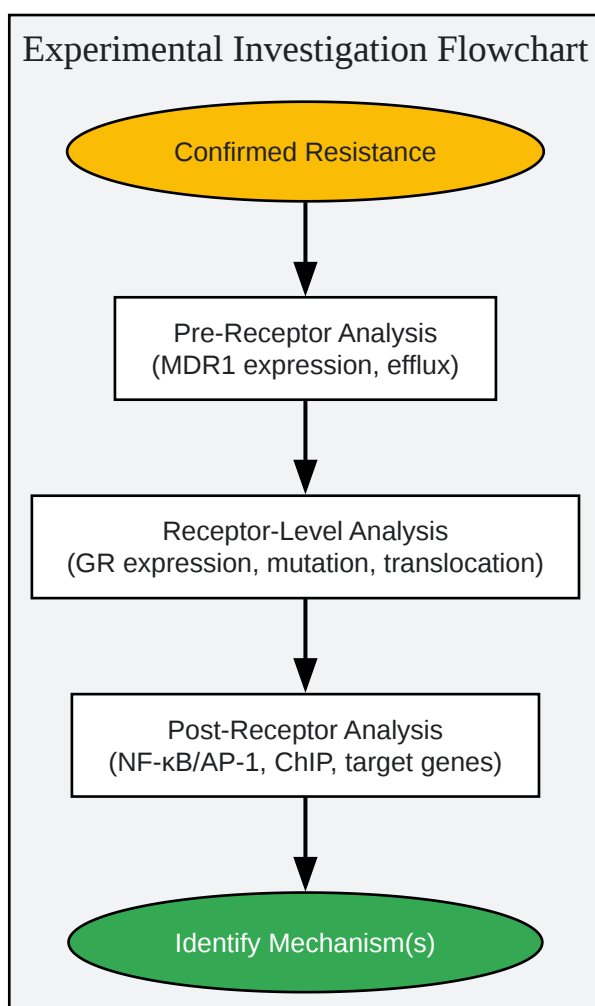 Experimental Investigation Flowchart
Confirmed Resistance
Pre-Receptor Analysis
(MDR1 expression, efflux)
Receptor-Level Analysis
(GR expression, mutation, translocation)
Post-Receptor Analysis
(NF-κB/AP-1, ChIP, target genes)
Identify Mechanism(s)